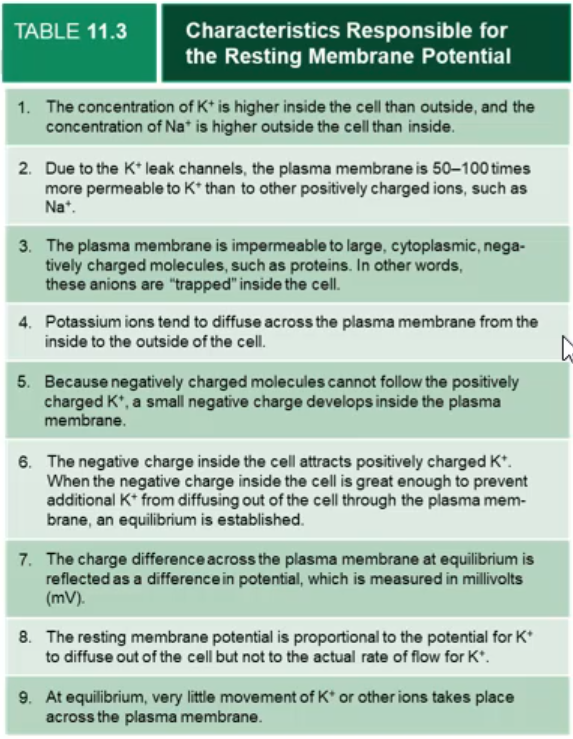 TABLE 11.3
Characteristics Responsible for
the Resting Membrane Potential
1. The concentration of K⁺ is higher inside the cell than outside, and the
concentration of Na⁺ is higher outside the cell than inside.
2. Due to the K⁺ leak channels, the plasma membrane is 50–100 times
more permeable to K⁺ than to other positively charged ions, such as
Na⁺.
3. The plasma membrane is impermeable to large, cytoplasmic, nega-
tively charged molecules, such as proteins. In other words,
these anions are “trapped” inside the cell.
4. Potassium ions tend to diffuse across the plasma membrane from the
inside to the outside of the cell.
5. Because negatively charged molecules cannot follow the positively
charged K⁺, a small negative charge develops inside the plasma
membrane.
6. The negative charge inside the cell attracts positively charged K⁺.
When the negative charge inside the cell is great enough to prevent
additional K⁺ from diffusing out of the cell through the plasma mem-
brane, an equilibrium is established.
7. The charge difference across the plasma membrane at equilibrium is
reflected as a difference in potential, which is measured in millivolts
(mV).
8. The resting membrane potential is proportional to the potential for K⁺
to diffuse out of the cell but not to the actual rate of flow for K⁺.
9. At equilibrium, very little movement of K⁺ or other ions takes place
across the plasma membrane.